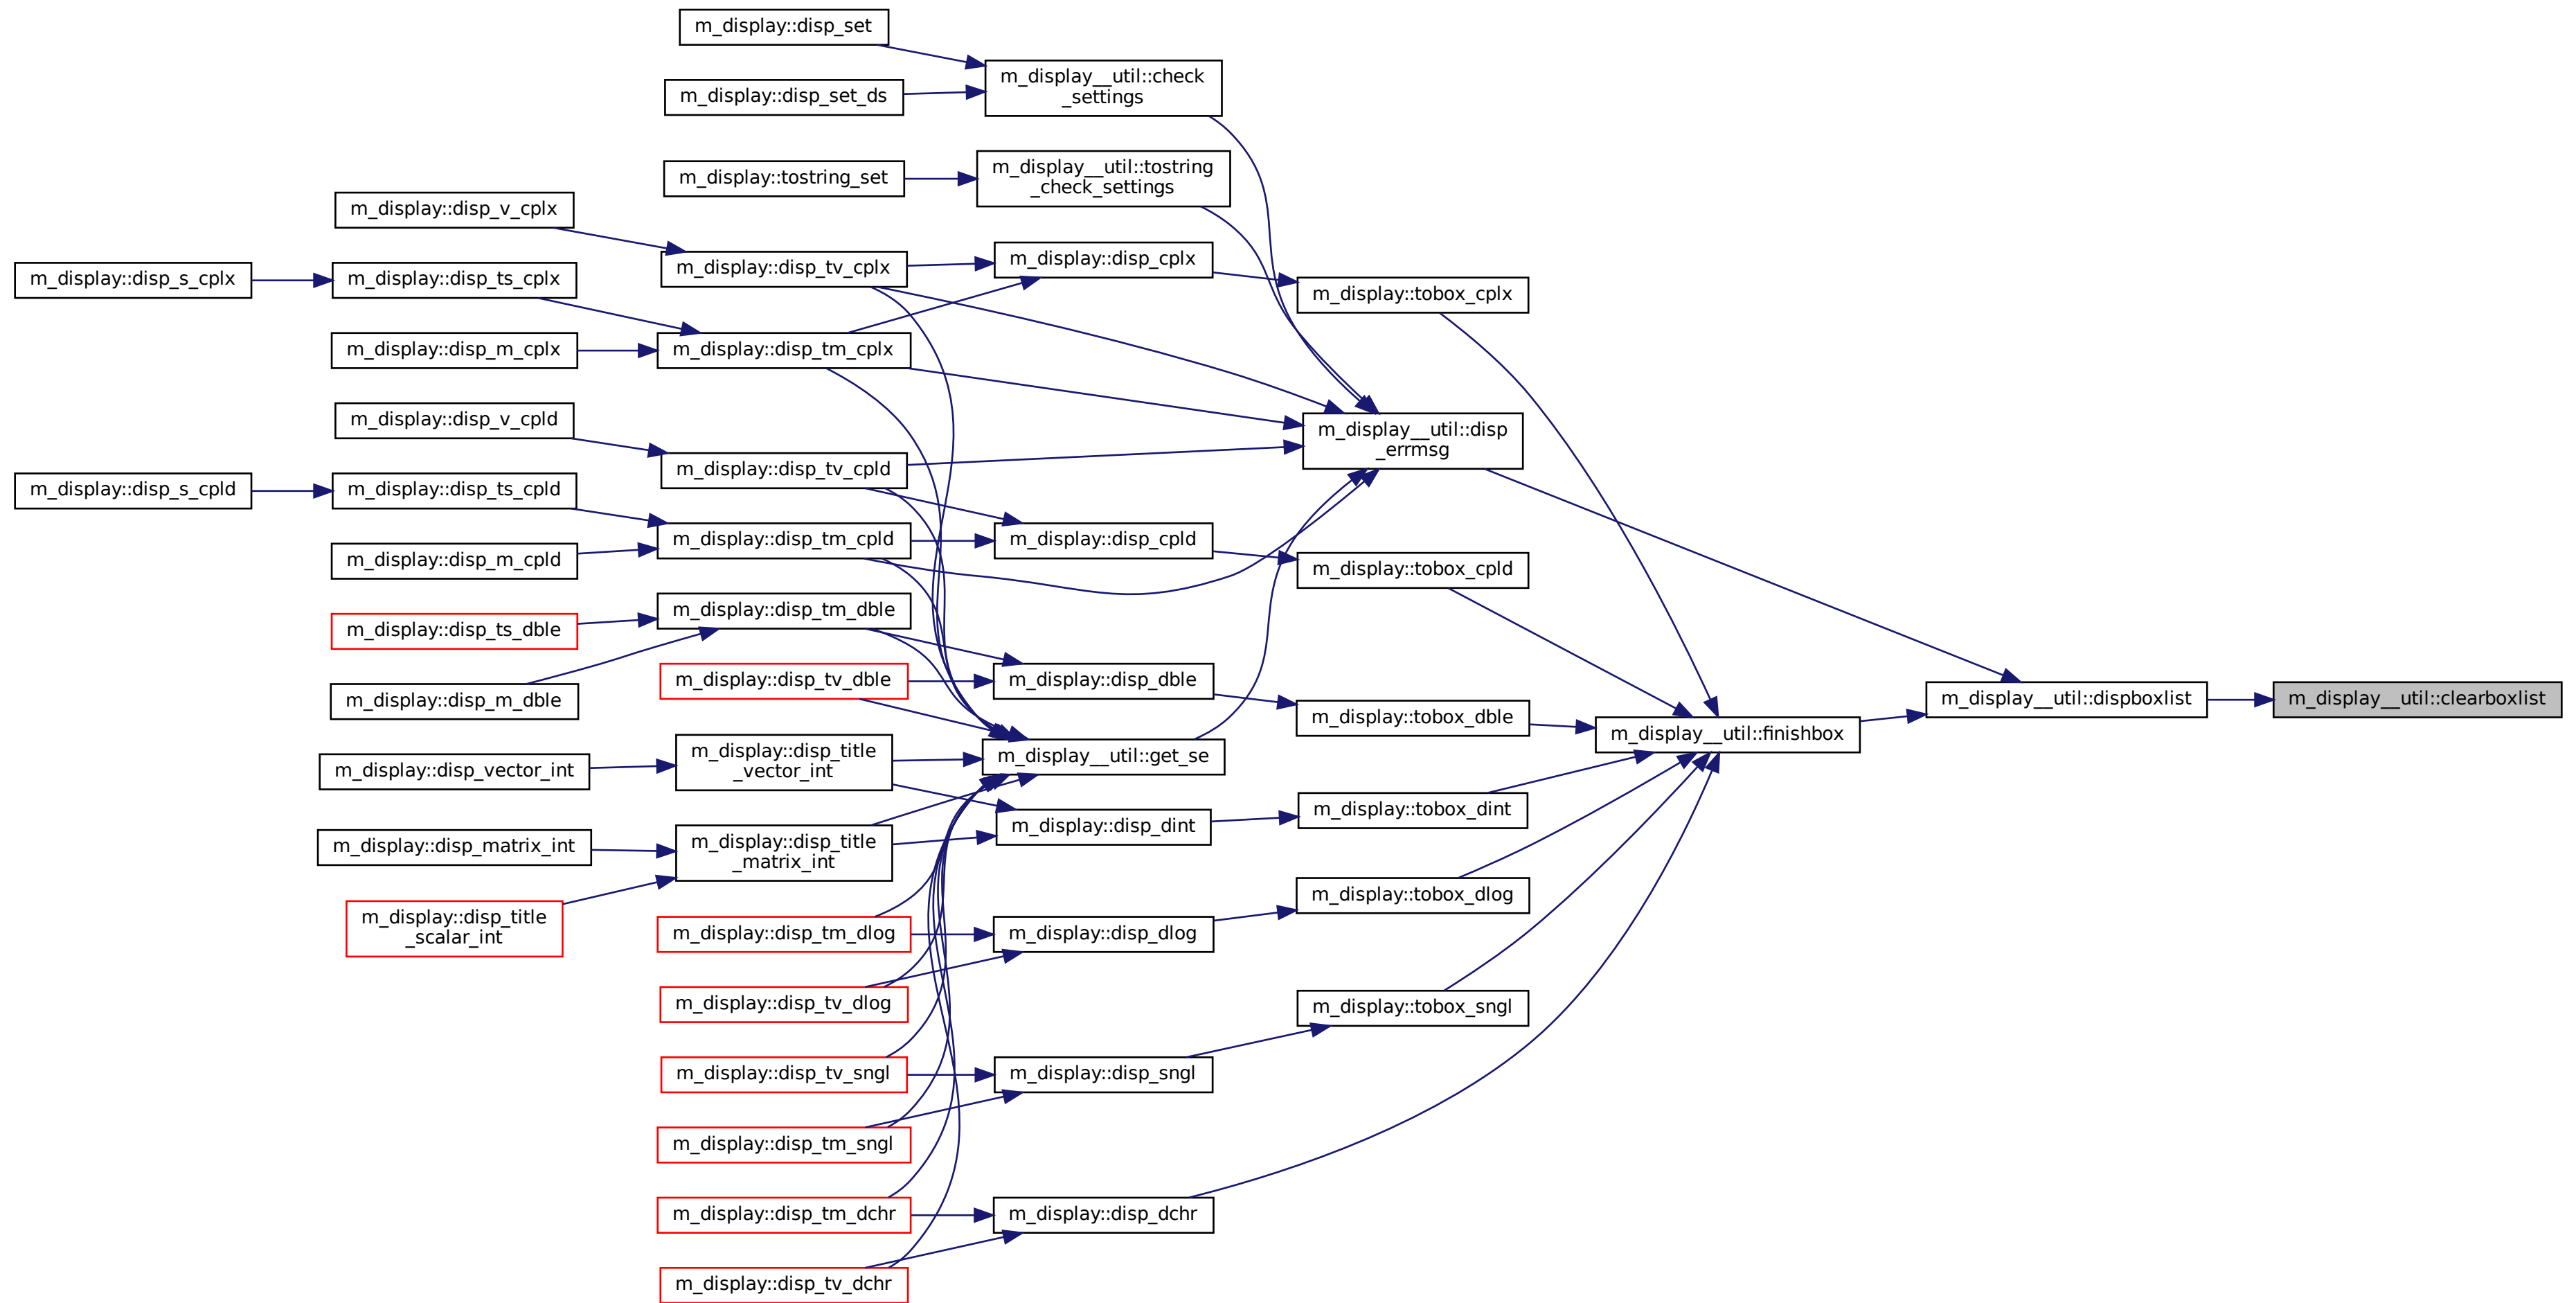 m_display::disp_set
m_display__util::check
_settings
m_display::disp_set_ds
m_display::tostring_set
m_display__util::tostring
_check_settings
m_display::disp_v_cplx
m_display::disp_s_cplx
m_display::disp_ts_cplx
m_display::disp_tv_cplx
m_display::disp_cplx
m_display::tobox_cplx
m_display::disp_m_cplx
m_display::disp_tm_cplx
m_display::disp_v_cpld
m_display__util::disp
_errmsg
m_display::disp_tv_cpld
m_display::disp_s_cpld
m_display::disp_ts_cpld
m_display::disp_m_cpld
m_display::disp_tm_cpld
m_display::disp_cpld
m_display::tobox_cpld
m_display::disp_tm_dble
m_display::disp_ts_dble
m_display::disp_m_dble
m_display::disp_tv_dble
m_display::disp_dble
m_display::tobox_dble
m_display__util::finishbox
m_display__util::dispboxlist
m_display__util::clearboxlist
m_display::disp_vector_int
m_display::disp_title
_vector_int
m_display__util::get_se
m_display::disp_matrix_int
m_display::disp_title
_matrix_int
m_display::disp_dint
m_display::tobox_dint
m_display::disp_title
_scalar_int
m_display::disp_tm_dlog
m_display::disp_dlog
m_display::tobox_dlog
m_display::disp_tv_dlog
m_display::tobox_sngl
m_display::disp_tv_sngl
m_display::disp_sngl
m_display::disp_tm_sngl
m_display::disp_tm_dchr
m_display::disp_dchr
m_display::disp_tv_dchr